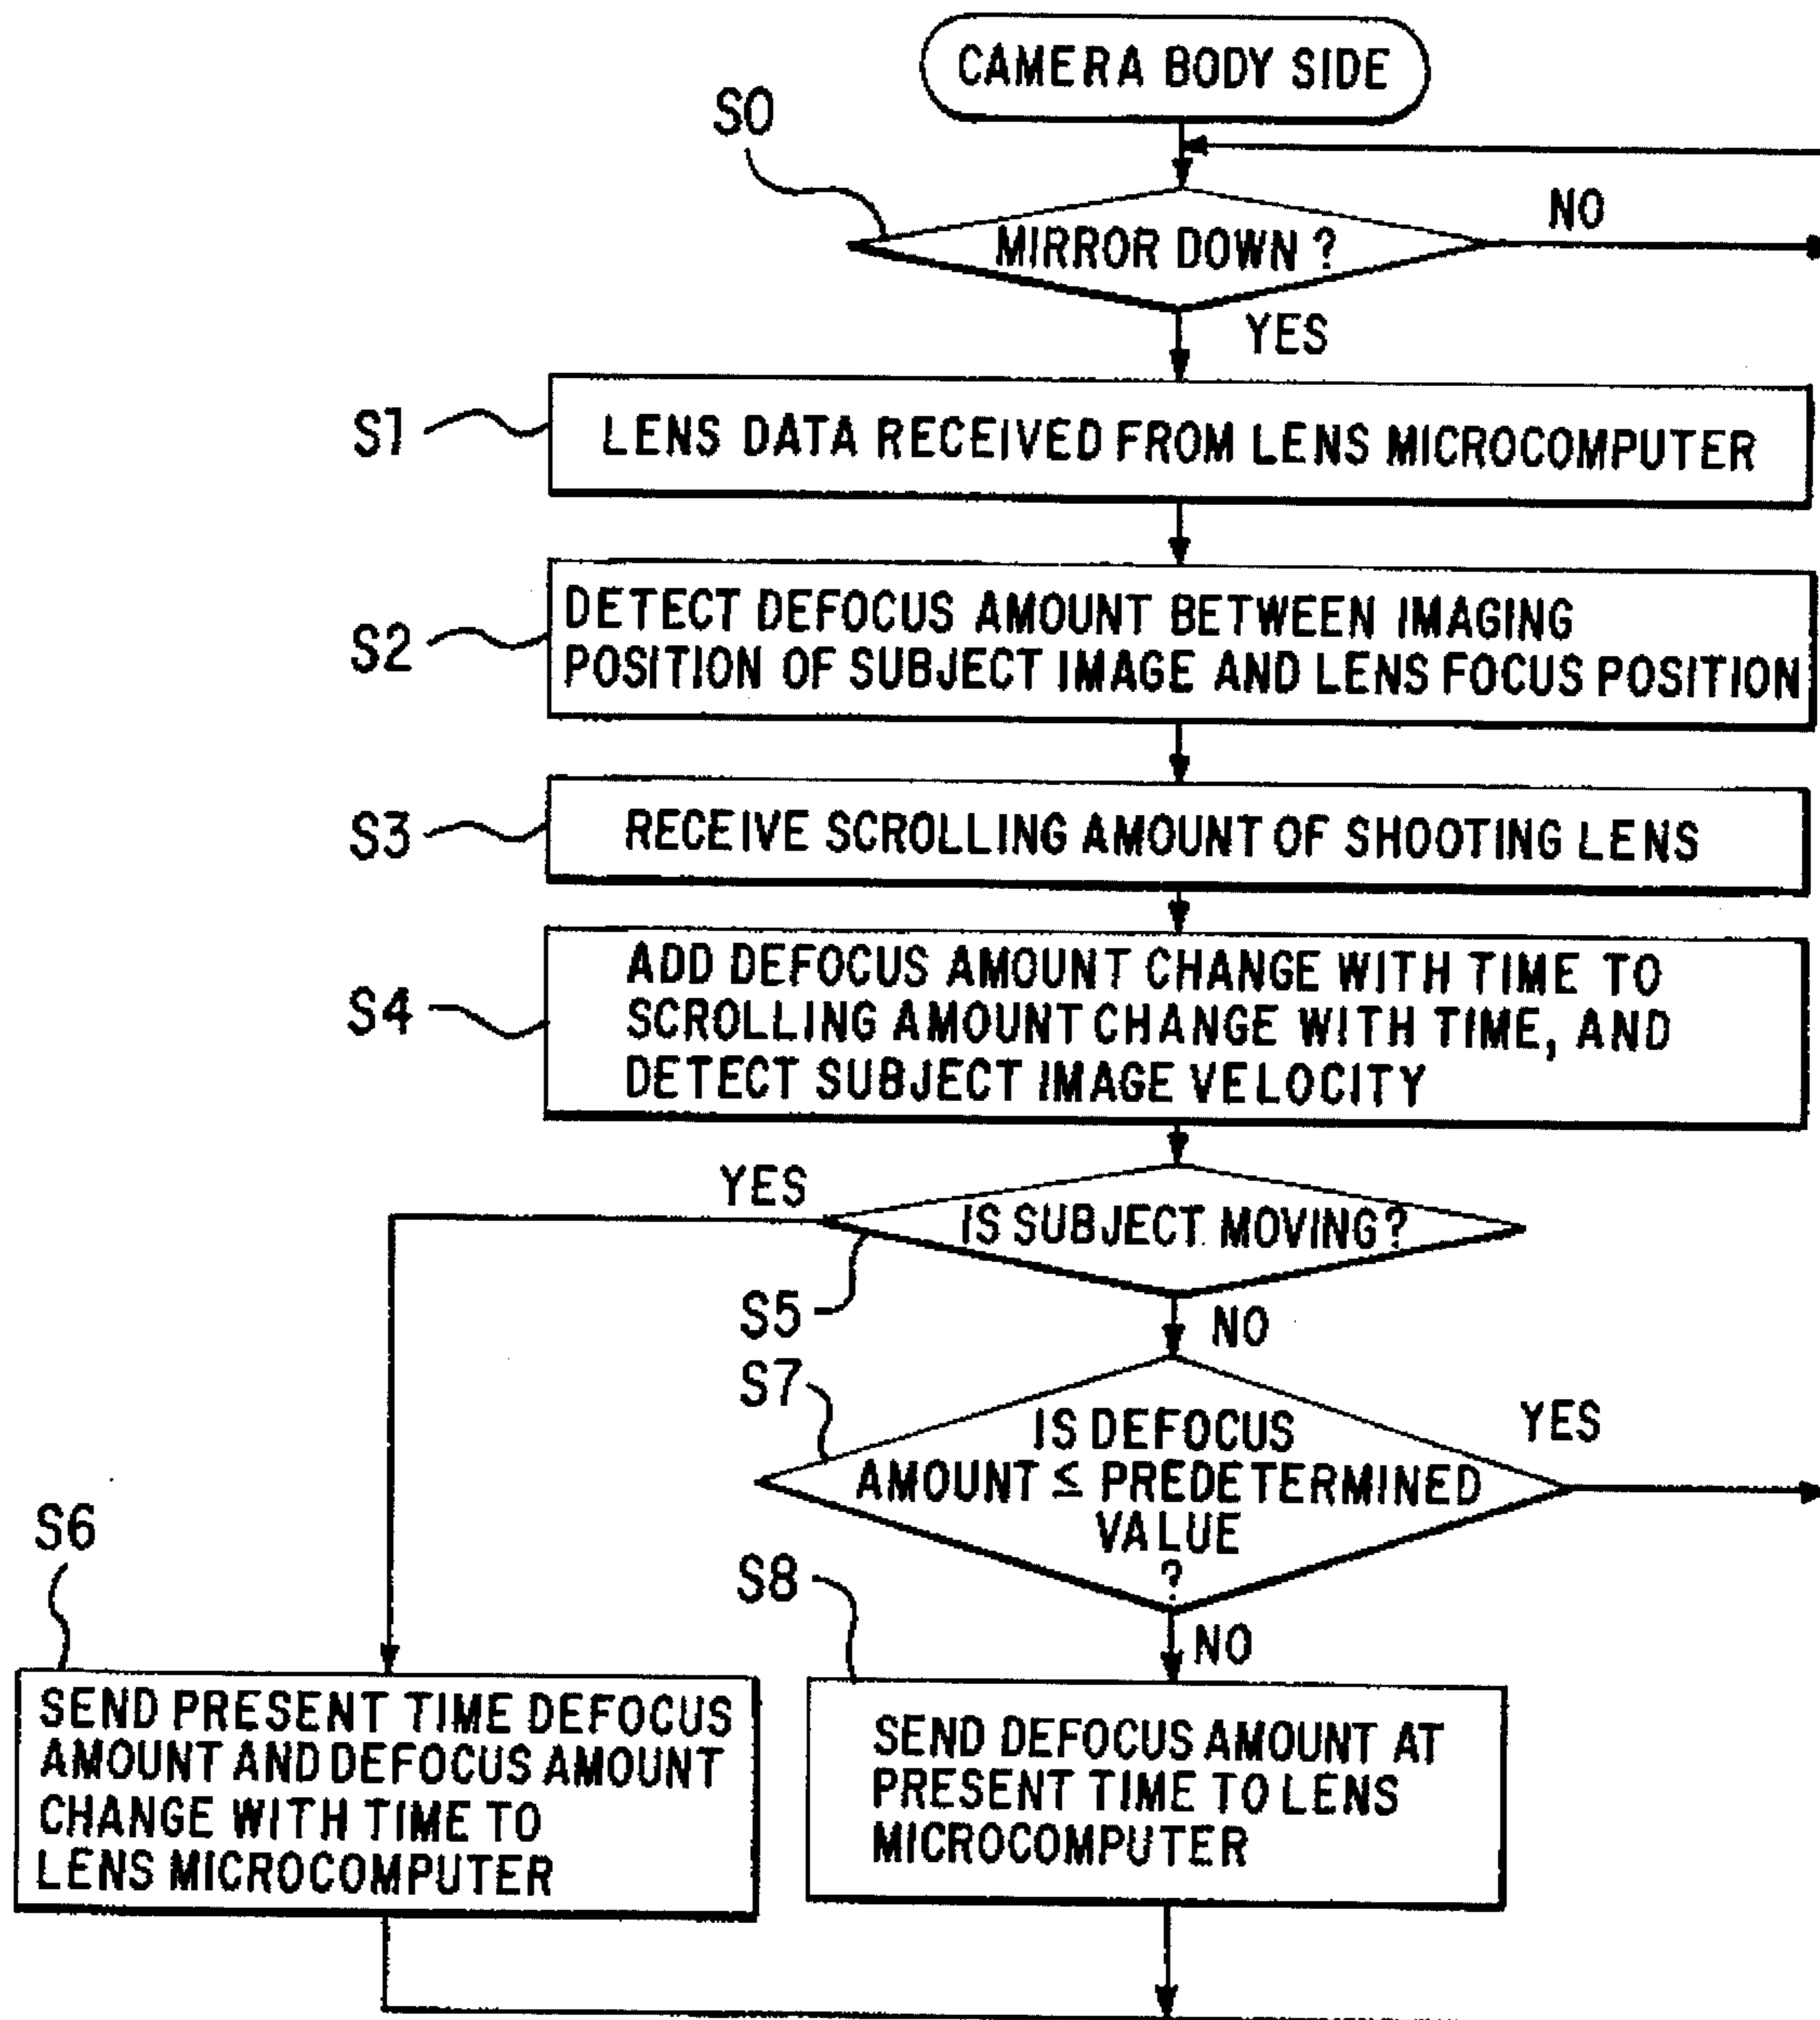 CAMERA BODY SIDE
S0
NO
MIRROR DOWN ?
YES
S1
LENS DATA RECEIVED FROM LENS MICROCOMPUTER
S2
DETECT DEFOCUS AMOUNT BETWEEN IMAGING
POSITION OF SUBJECT IMAGE AND LENS FOCUS POSITION
S3
RECEIVE SCROLLING AMOUNT OF SHOOTING LENS
S4
ADD DEFOCUS AMOUNT CHANGE WITH TIME TO
SCROLLING AMOUNT CHANGE WITH TIME, AND
DETECT SUBJECT IMAGE VELOCITY
YES
IS SUBJECT MOVING?
S5
NO
S7
IS DEFOCUS
AMOUNT ≤ PREDETERMINED
VALUE
?
YES
S6
S8
NO
SEND PRESENT TIME DEFOCUS
AMOUNT AND DEFOCUS AMOUNT
CHANGE WITH TIME TO
LENS MICROCOMPUTER
SEND DEFOCUS AMOUNT AT
PRESENT TIME TO LENS
MICROCOMPUTER